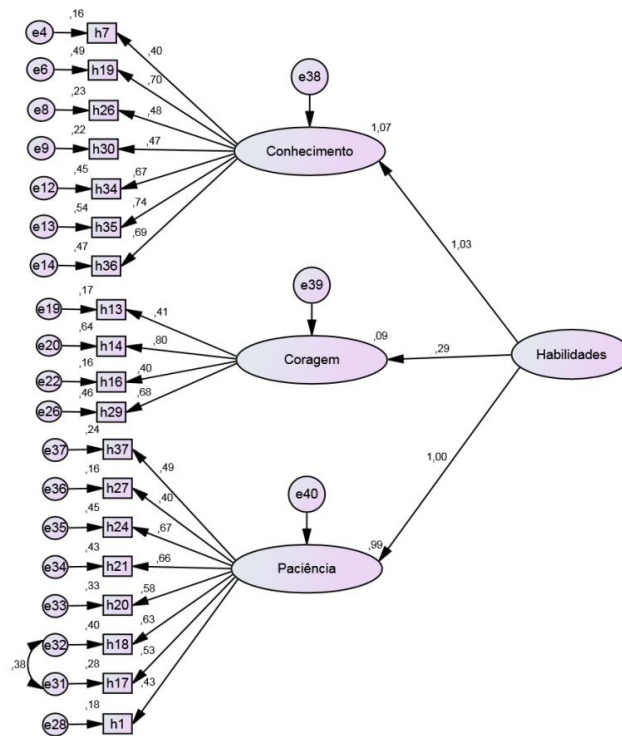 ,16
e4 h7
,40
,49
e6 h19
,70
e38
,23
e8 h26
,48
1,07
,22
e9 h30
,47
Conhecimento
,45
e12 h34
,67
,54
e13 h35
,74
,47
e14 h36
,69
1,03
,17
e19 h13
,41
e39
,64
e20 h14
,80
,09
,29
Coragem
Habilidades
,16
e22 h16
,40
,46
e26 h29
,68
,24
e37 h37
,49
1,00
,16
e36 h27
,40
e40
,45
e35 h24
,67
,99
,43
e34 h21
,66
Paciência
,33
e33 h20
,58
,40
e32 h18
,63
,38
,28
e31 h17
,53
,18
e28 h1
,43